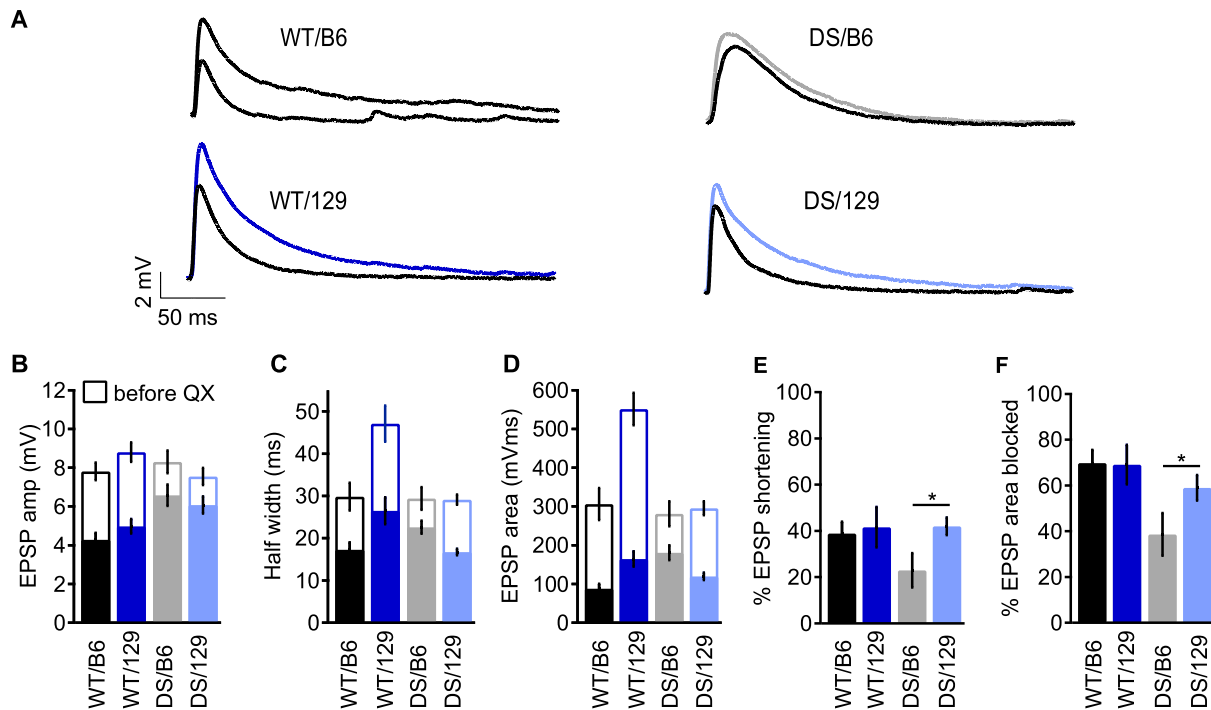 A
WT/B6
DS/B6
WT/129
DS/129
2 mV
50 ms
B
EPSP amp (mV)
12
10
8
6
4
2
0
before QX
WT/B6
WT/129
DS/B6
DS/129
C
Half width (ms)
50
40
30
20
10
0
WT/B6
WT/129
DS/B6
DS/129
D
EPSP area (mVms)
600
500
400
300
200
100
0
WT/B6
WT/129
DS/B6
DS/129
E
% EPSP shortening
100
80
60
40
20
0
*
WT/B6
WT/129
DS/B6
DS/129
F
% EPSP area blocked
100
80
60
40
20
0
*
WT/B6
WT/129
DS/B6
DS/129